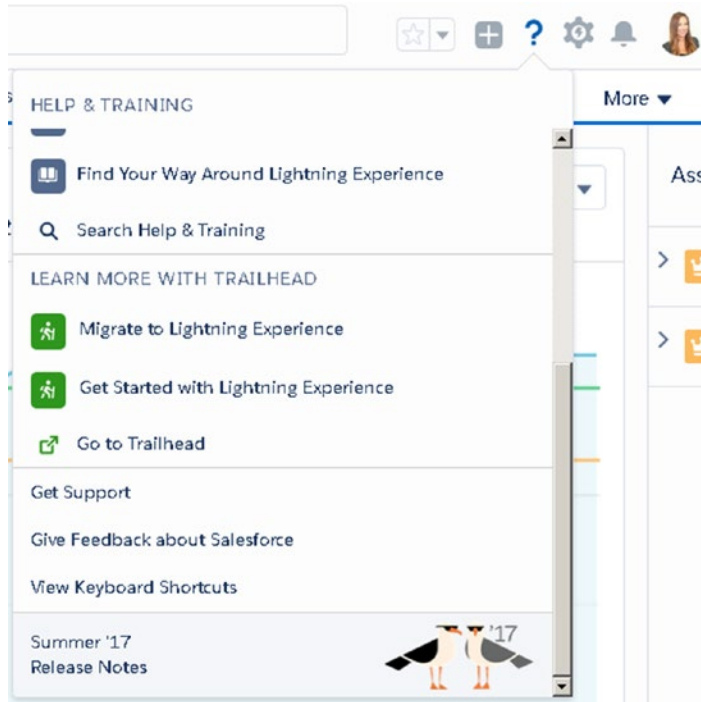 ?
More
HELP & TRAINING
Find Your Way Around Lightning Experience
Ass
Search Help & Training
LEARN MORE WITH TRAILHEAD
Migrate to Lightning Experience
Get Started with Lightning Experience
Go to Trailhead
Get Support
Give Feedback about Salesforce
View Keyboard Shortcuts
Summer '17
'17
Release Notes